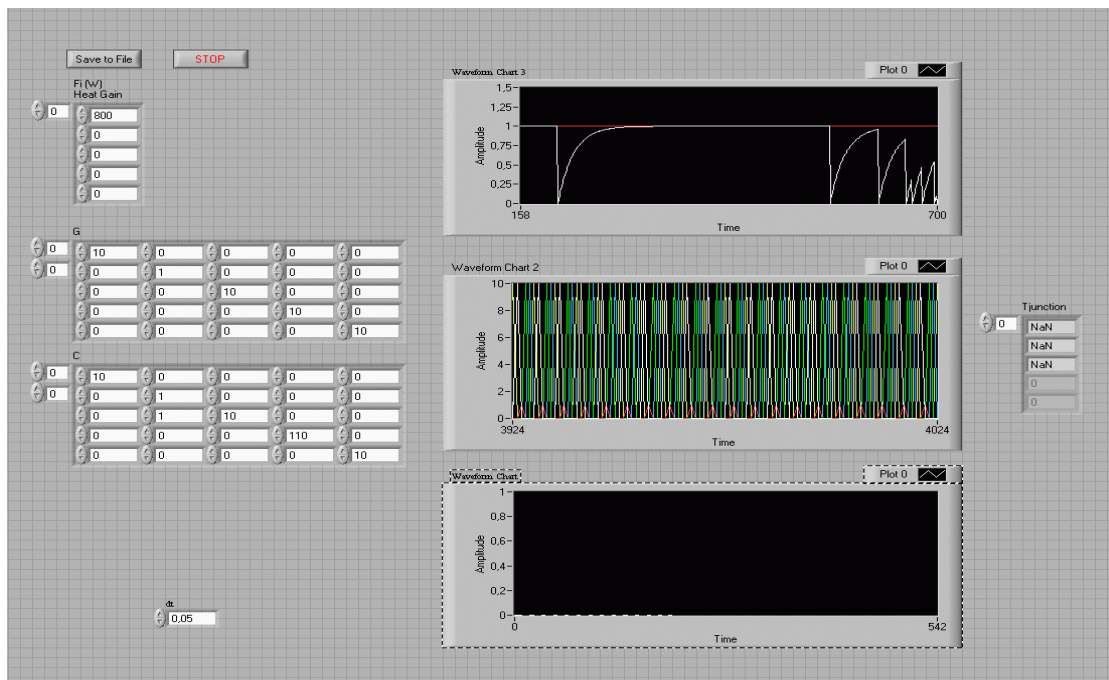 Save to File
STOP
Fi (W)
Heat Gain
0
800
0
0
0
0
G
0
0
10 0 0 0 0
0 1 0 0 0
0 0 10 0 0
0 0 0 10 0
0 0 0 0 10
C
0
0
10 0 0 0 0
0 1 0 0 0
0 1 10 0 0
0 0 0 110 0
0 0 0 0 10
dt
0,05
Waveform Chart 3
Plot 0
Amplitude
1,5-
1,25-
1-
0,75-
0,5-
0,25-
0-
158 700
Time
Waveform Chart 2
Plot 0
Amplitude
10-
8-
6-
4-
2-
0-
3924 4024
Time
Waveform Chart
Plot 0
Amplitude
1-
0,8-
0,6-
0,4-
0,2-
0-
0 542
Time
Tjunction
0
NaN
NaN
NaN
0
0